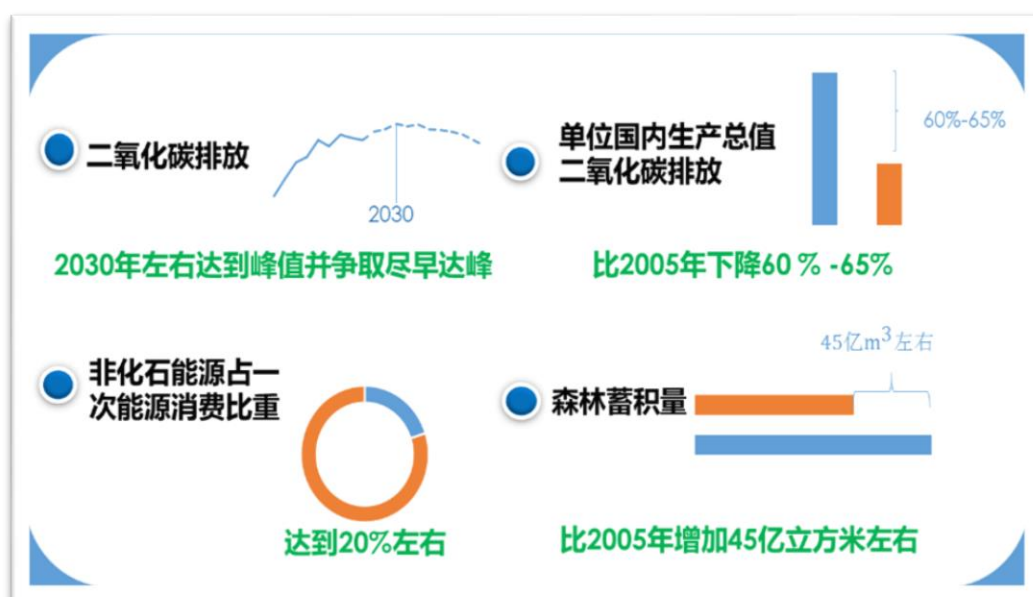 二氧化碳排放
2030
2030年左右达到峰值并争取尽早达峰
单位国内生产总值
二氧化碳排放
60%-65%
比2005年下降60 % -65%
非化石能源占一
次能源消费比重
达到20%左右
45亿m³左右
森林蓄积量
比2005年增加45亿立方米左右